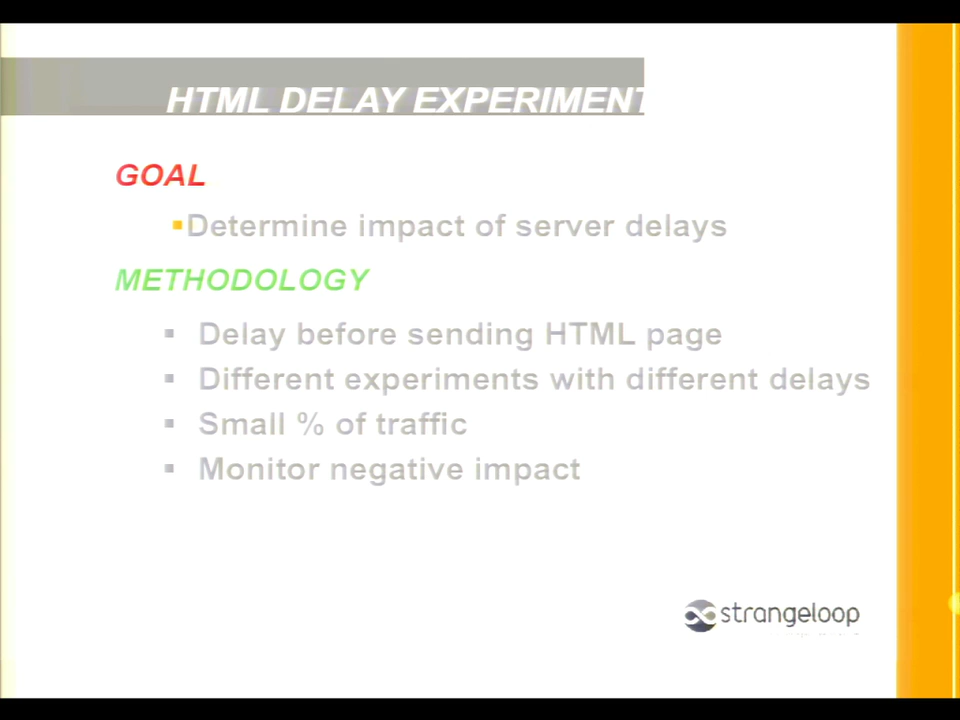 HTML DELAY EXPERIMENT
GOAL
▪Determine impact of server delays
METHODOLOGY
▪ Delay before sending HTML page
▪ Different experiments with different delays
▪ Small % of traffic
▪ Monitor negative impact
strangeloop